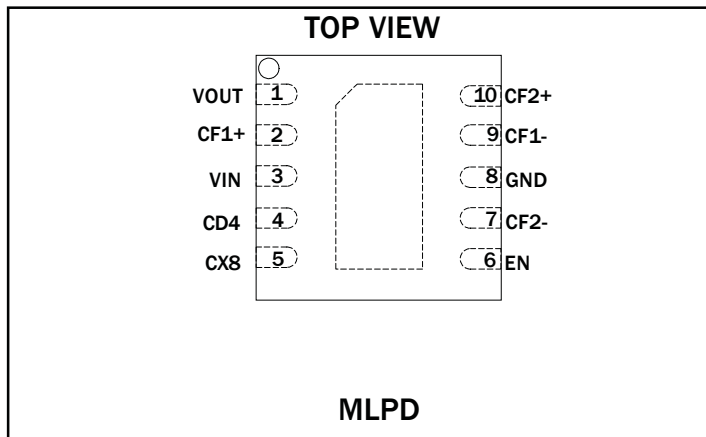 TOP VIEW
VOUT 1 10 CF2+
CF1+ 2 9 CF1-
VIN 3 8 GND
CD4 4 7 CF2-
CX8 5 6 EN
MLPD